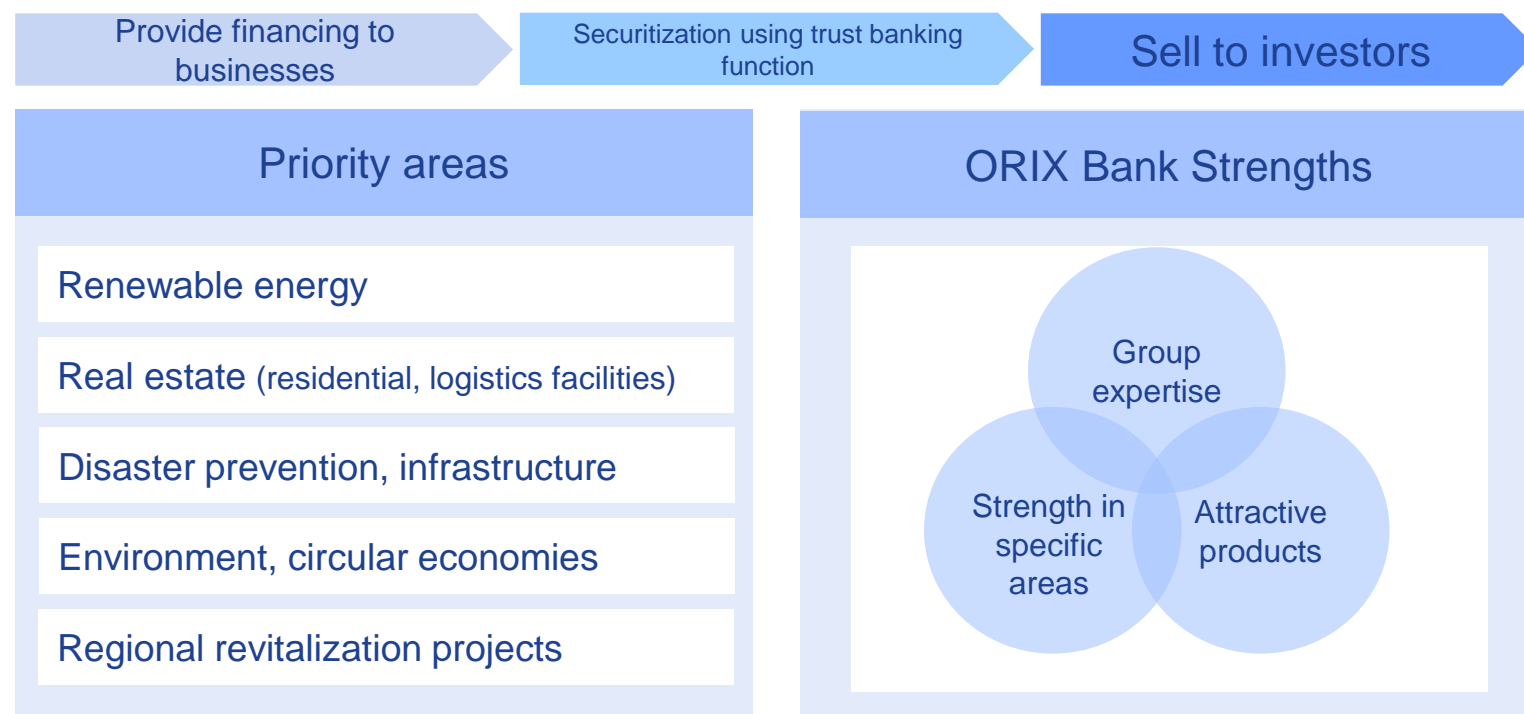 Provide financing to
businesses
Securitization using trust banking
function
Sell to investors
Priority areas
Renewable energy
Real estate (residential, logistics facilities)
Disaster prevention, infrastructure
Environment, circular economies
Regional revitalization projects
ORIX Bank Strengths
Group
expertise
Strength in
specific
areas
Attractive
products